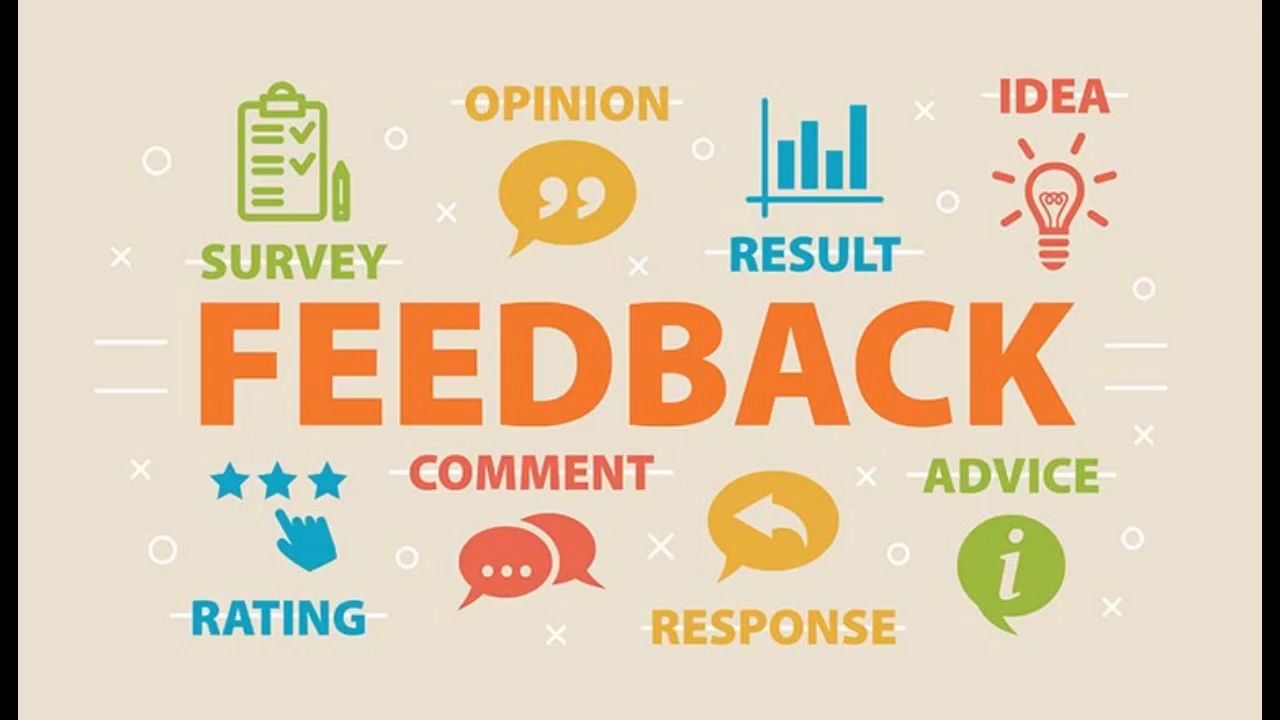 OPINION
IDEA
SURVEY
RESULT
FEEDBACK
COMMENT
ADVICE
RATING
RESPONSE